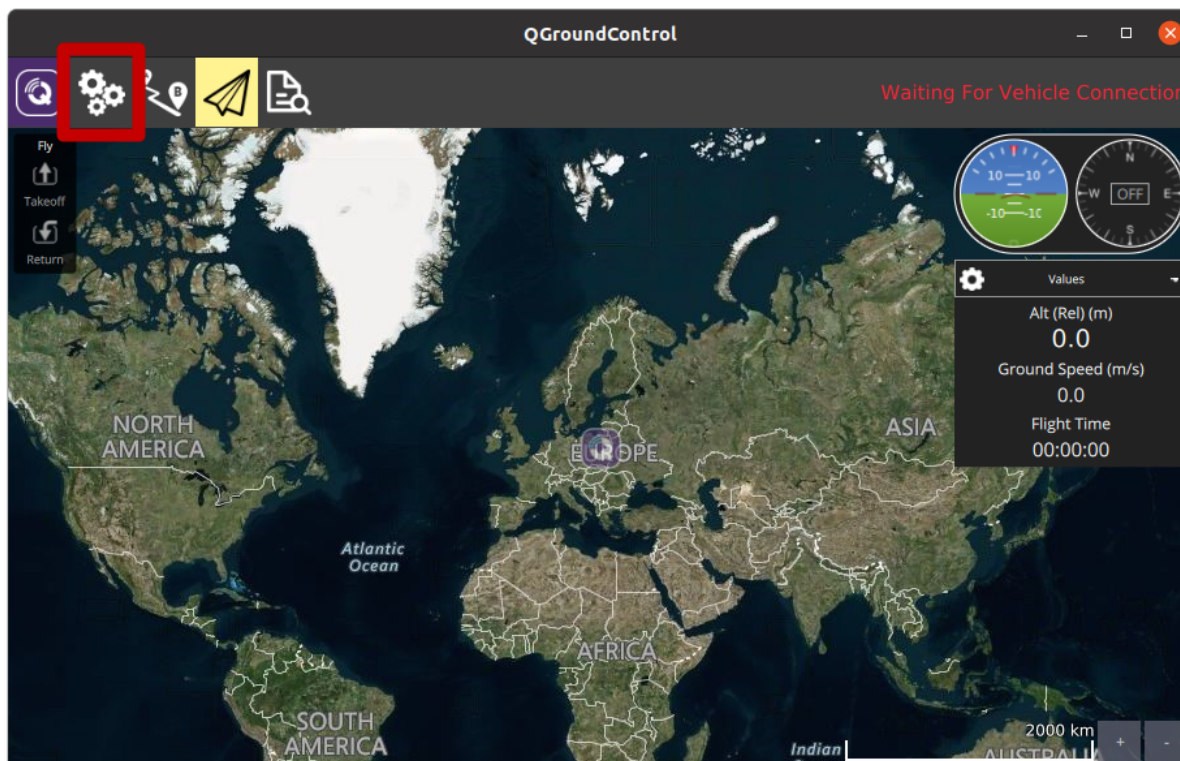 QGroundControl
B
Waiting For Vehicle Connection
Fly
Takeoff
Return
10 10
-10 -10
N
W OFF E
S
Values
Alt (Rel) (m)
0.0
Ground Speed (m/s)
0.0
Flight Time
00:00:00
NORTH
AMERICA
EUROPE
ASIA
Atlantic
Ocean
AFRICA
SOUTH
AMERICA
Indian
2000 km
+ -
AUSTRALIA